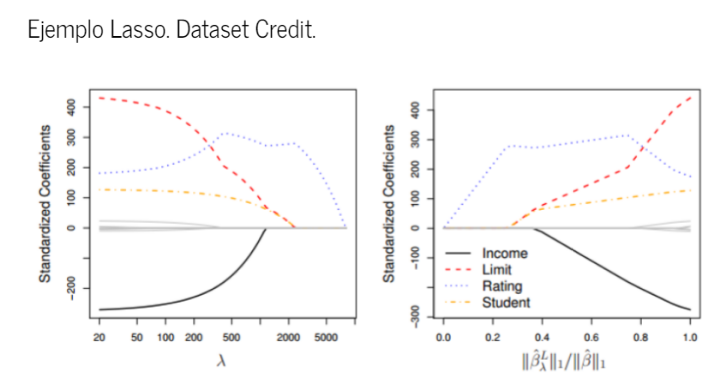 Ejemplo Lasso. Dataset Credit.
Standardized Coefficients
400
300
200
100
0
-200
20 50 100 200 500 2000 5000
λ
Standardized Coefficients
400
300
200
100
0
-100
-300
Income
Limit
Rating
Student
0.0 0.2 0.4 0.6 0.8 1.0
‖β̂λL‖1/‖β̂‖1